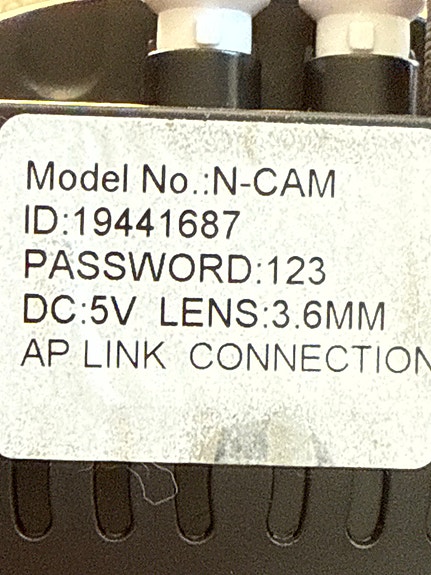 Model No.:N-CAM
ID:19441687
PASSWORD:123
DC:5V LENS:3.6MM
AP LINK CONNECTION